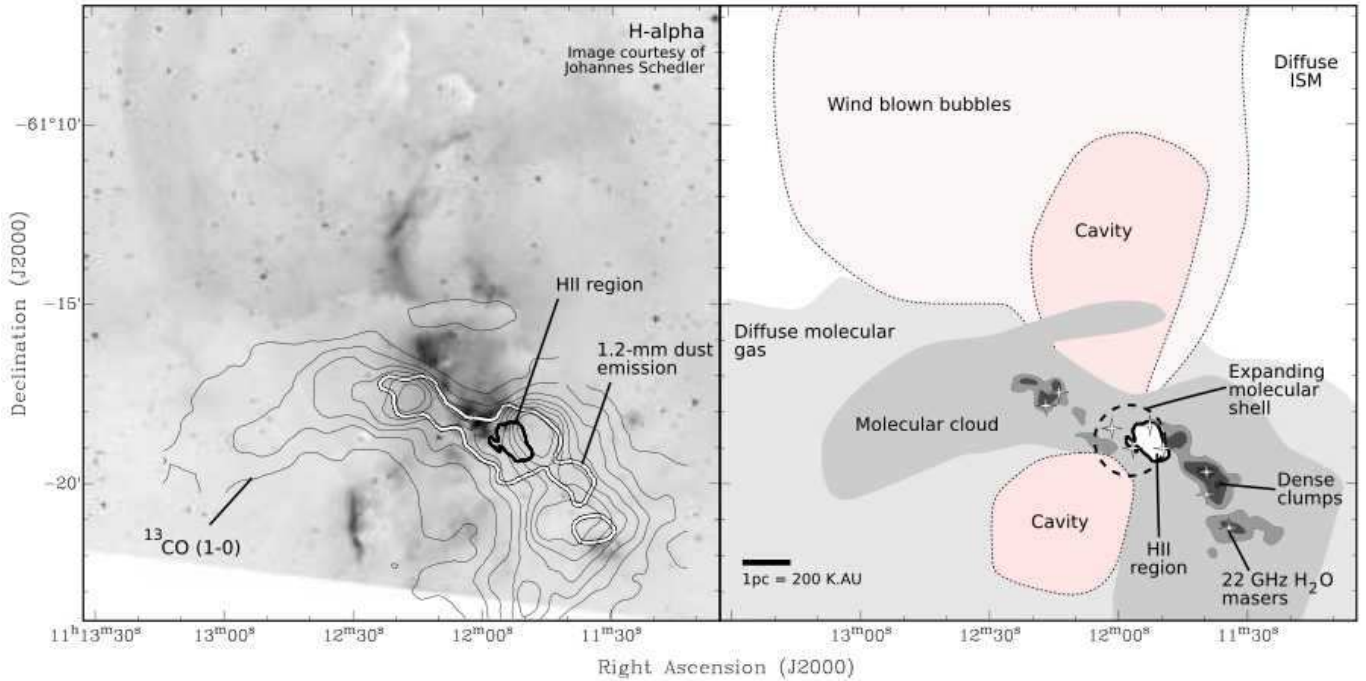 H-alpha
Image courtesy of
Johannes Schedler
HII region
1.2-mm dust
emission
¹³CO (1-0)
Declination (J2000)
-61°10'
-15'
-20'
11ʰ13ᵐ30ˢ
13ᵐ00ˢ
12ᵐ30ˢ
12ᵐ00ˢ
11ᵐ30ˢ
Wind blown bubbles
Diffuse
ISM
Cavity
Diffuse molecular
gas
Expanding
molecular
shell
Molecular cloud
Dense
clumps
Cavity
HII
region
1pc = 200 K.AU
22 GHz H₂O
masers
13ᵐ00ˢ
12ᵐ30ˢ
12ᵐ00ˢ
11ᵐ30ˢ
Right Ascension (J2000)